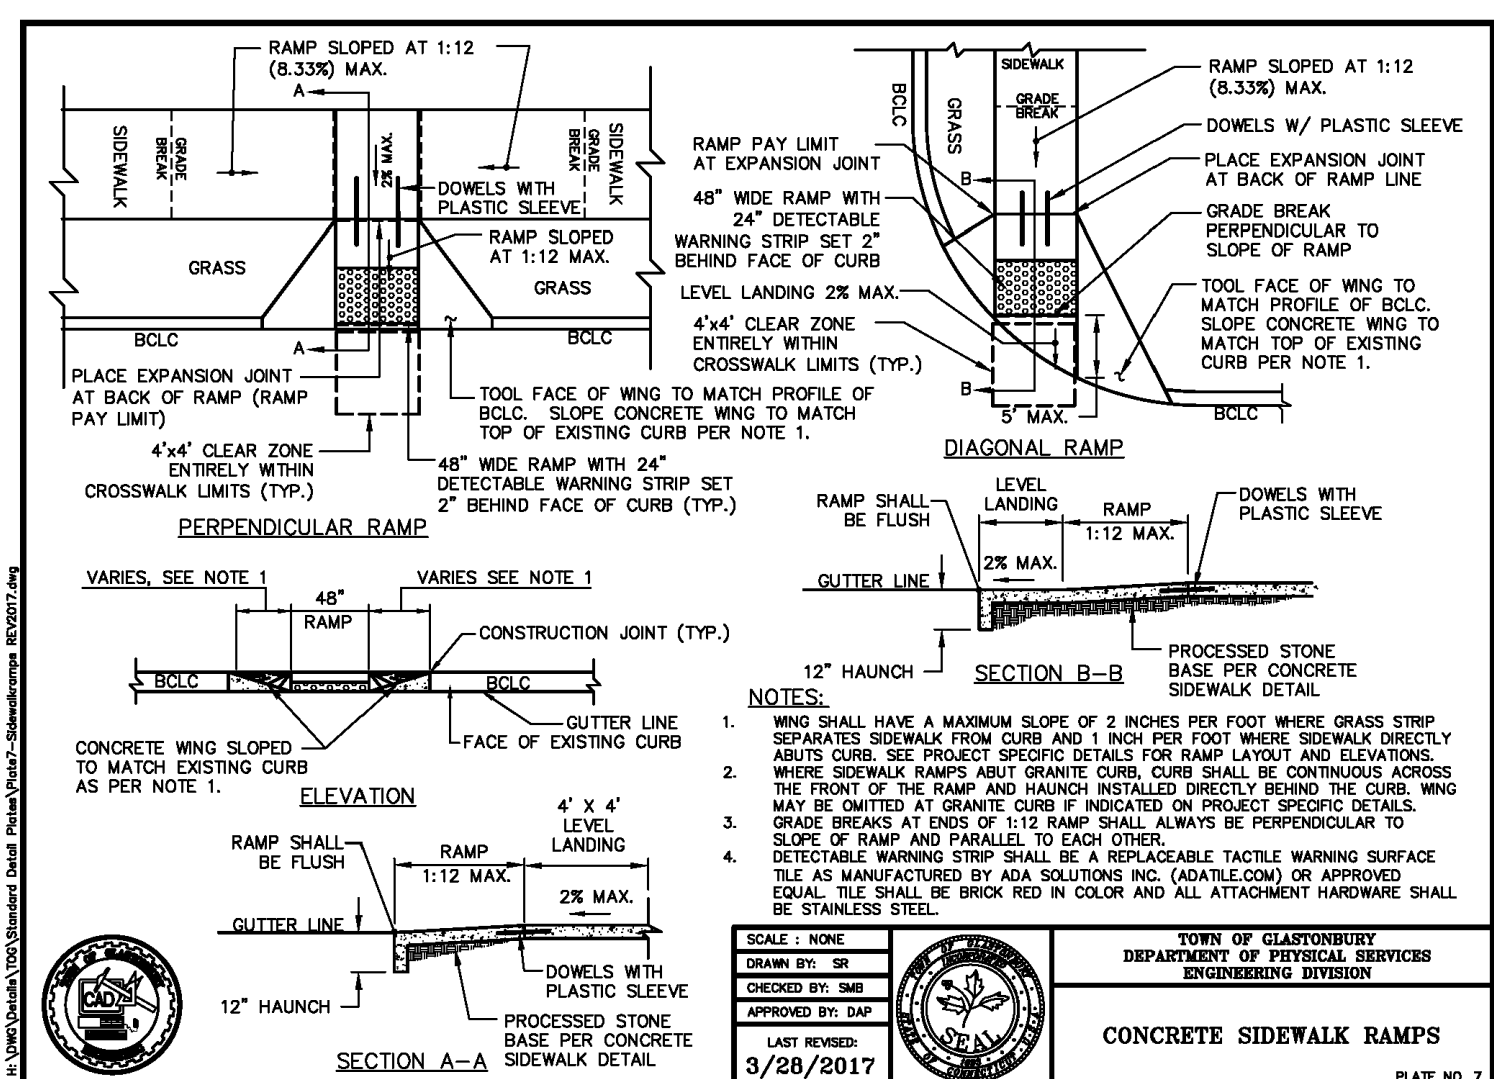 RAMP SLOPED AT 1:12
(8.33%) MAX.
A
SIDEWALK
GRADE
BREAK
2% MAX.
GRADE
BREAK
SIDEWALK
DOWELS WITH
PLASTIC SLEEVE
RAMP SLOPED
AT 1:12 MAX.
GRASS
GRASS
BCLC
BCLC
A
PLACE EXPANSION JOINT
AT BACK OF RAMP (RAMP
PAY LIMIT)
TOOL FACE OF WING TO MATCH PROFILE OF
BCLC. SLOPE CONCRETE WING TO MATCH
TOP OF EXISTING CURB PER NOTE 1.
4'x4' CLEAR ZONE
ENTIRELY WITHIN
CROSSWALK LIMITS (TYP.)
48" WIDE RAMP WITH 24"
DETECTABLE WARNING STRIP SET
2" BEHIND FACE OF CURB (TYP.)
PERPENDICULAR RAMP
SIDEWALK
GRADE
BREAK
BCLC
GRASS
RAMP SLOPED AT 1:12
(8.33%) MAX.
DOWELS W/ PLASTIC SLEEVE
RAMP PAY LIMIT
AT EXPANSION JOINT
PLACE EXPANSION JOINT
AT BACK OF RAMP LINE
B
48" WIDE RAMP WITH
24" DETECTABLE
WARNING STRIP SET 2"
BEHIND FACE OF CURB
GRADE BREAK
PERPENDICULAR TO
SLOPE OF RAMP
LEVEL LANDING 2% MAX.
4'x4' CLEAR ZONE
ENTIRELY WITHIN
CROSSWALK LIMITS (TYP.)
TOOL FACE OF WING TO
MATCH PROFILE OF BCLC.
SLOPE CONCRETE WING TO
MATCH TOP OF EXISTING
CURB PER NOTE 1.
B
5' MAX.
BCLC
DIAGONAL RAMP
VARIES, SEE NOTE 1
VARIES SEE NOTE 1
48"
RAMP
CONSTRUCTION JOINT (TYP.)
BCLC
BCLC
GUTTER LINE
FACE OF EXISTING CURB
CONCRETE WING SLOPED
TO MATCH EXISTING CURB
AS PER NOTE 1.
ELEVATION
RAMP SHALL
BE FLUSH
LEVEL
LANDING
RAMP
1:12 MAX.
DOWELS WITH
PLASTIC SLEEVE
2% MAX.
GUTTER LINE
12" HAUNCH
PROCESSED STONE
BASE PER CONCRETE
SIDEWALK DETAIL
SECTION B-B
RAMP SHALL
BE FLUSH
RAMP
1:12 MAX.
4' X 4'
LEVEL
LANDING
2% MAX.
GUTTER LINE
12" HAUNCH
DOWELS WITH
PLASTIC SLEEVE
PROCESSED STONE
BASE PER CONCRETE
SIDEWALK DETAIL
SECTION A-A
NOTES:
1. WING SHALL HAVE A MAXIMUM SLOPE OF 2 INCHES PER FOOT WHERE GRASS STRIP
SEPARATES SIDEWALK FROM CURB AND 1 INCH PER FOOT WHERE SIDEWALK DIRECTLY
ABUTS CURB. SEE PROJECT SPECIFIC DETAILS FOR RAMP LAYOUT AND ELEVATIONS.
2. WHERE SIDEWALK RAMPS ABUT GRANITE CURB, CURB SHALL BE CONTINUOUS ACROSS
THE FRONT OF THE RAMP AND HAUNCH INSTALLED DIRECTLY BEHIND THE CURB. WING
MAY BE OMITTED AT GRANITE CURB IF INDICATED ON PROJECT SPECIFIC DETAILS.
3. GRADE BREAKS AT ENDS OF 1:12 RAMP SHALL ALWAYS BE PERPENDICULAR TO
SLOPE OF RAMP AND PARALLEL TO EACH OTHER.
4. DETECTABLE WARNING STRIP SHALL BE A REPLACEABLE TACTILE WARNING SURFACE
TILE AS MANUFACTURED BY ADA SOLUTIONS INC. (ADATILE.COM) OR APPROVED
EQUAL. TILE SHALL BE BRICK RED IN COLOR AND ALL ATTACHMENT HARDWARE SHALL
BE STAINLESS STEEL.
SCALE : NONE
DRAWN BY: SR
CHECKED BY: SMB
APPROVED BY: DAP
LAST REVISED:
3/28/2017
TOWN OF GLASTONBURY
INCORPORATED
SEAL
1693
STATE OF CONNECTICUT U.S.A.
TOWN OF GLASTONBURY
DEPARTMENT OF PHYSICAL SERVICES
ENGINEERING DIVISION
CONCRETE SIDEWALK RAMPS
PLATE NO. 7
TOWN OF GLASTONBURY
CAD
ENGINEERING
H:\DWG\Details\TOG\Standard Detail Plates\Plate7-Sidewalkramps REV2017.dwg